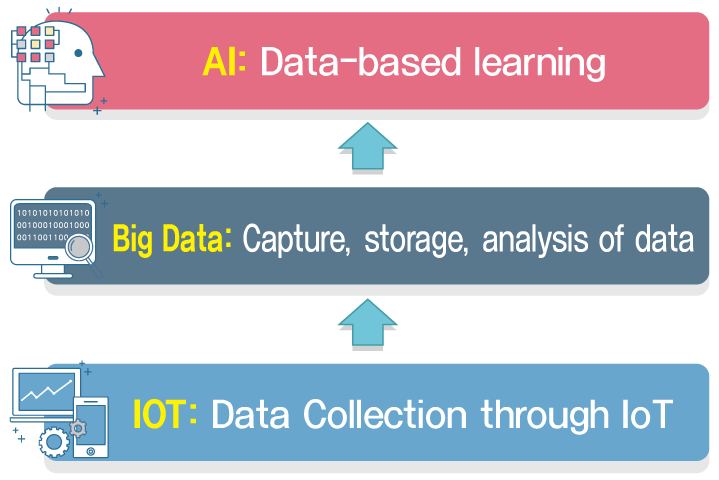 AI: Data-based learning
10101010101010
00100010001000
0011001100
Big Data: Capture, storage, analysis of data
IOT: Data Collection through IoT